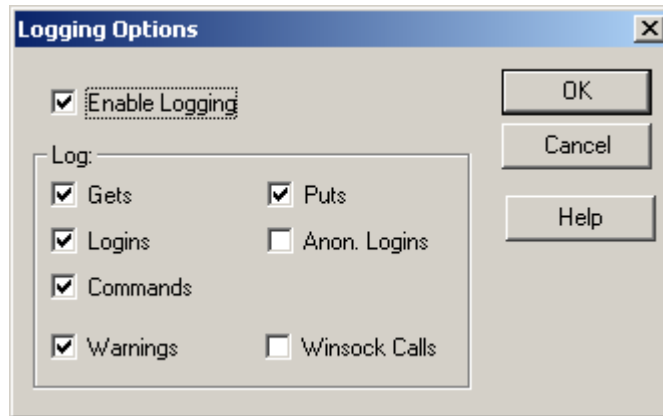 Logging Options
Enable Logging
OK
Cancel
Help
Log:
Gets
Puts
Logins
Anon. Logins
Commands
Warnings
Winsock Calls